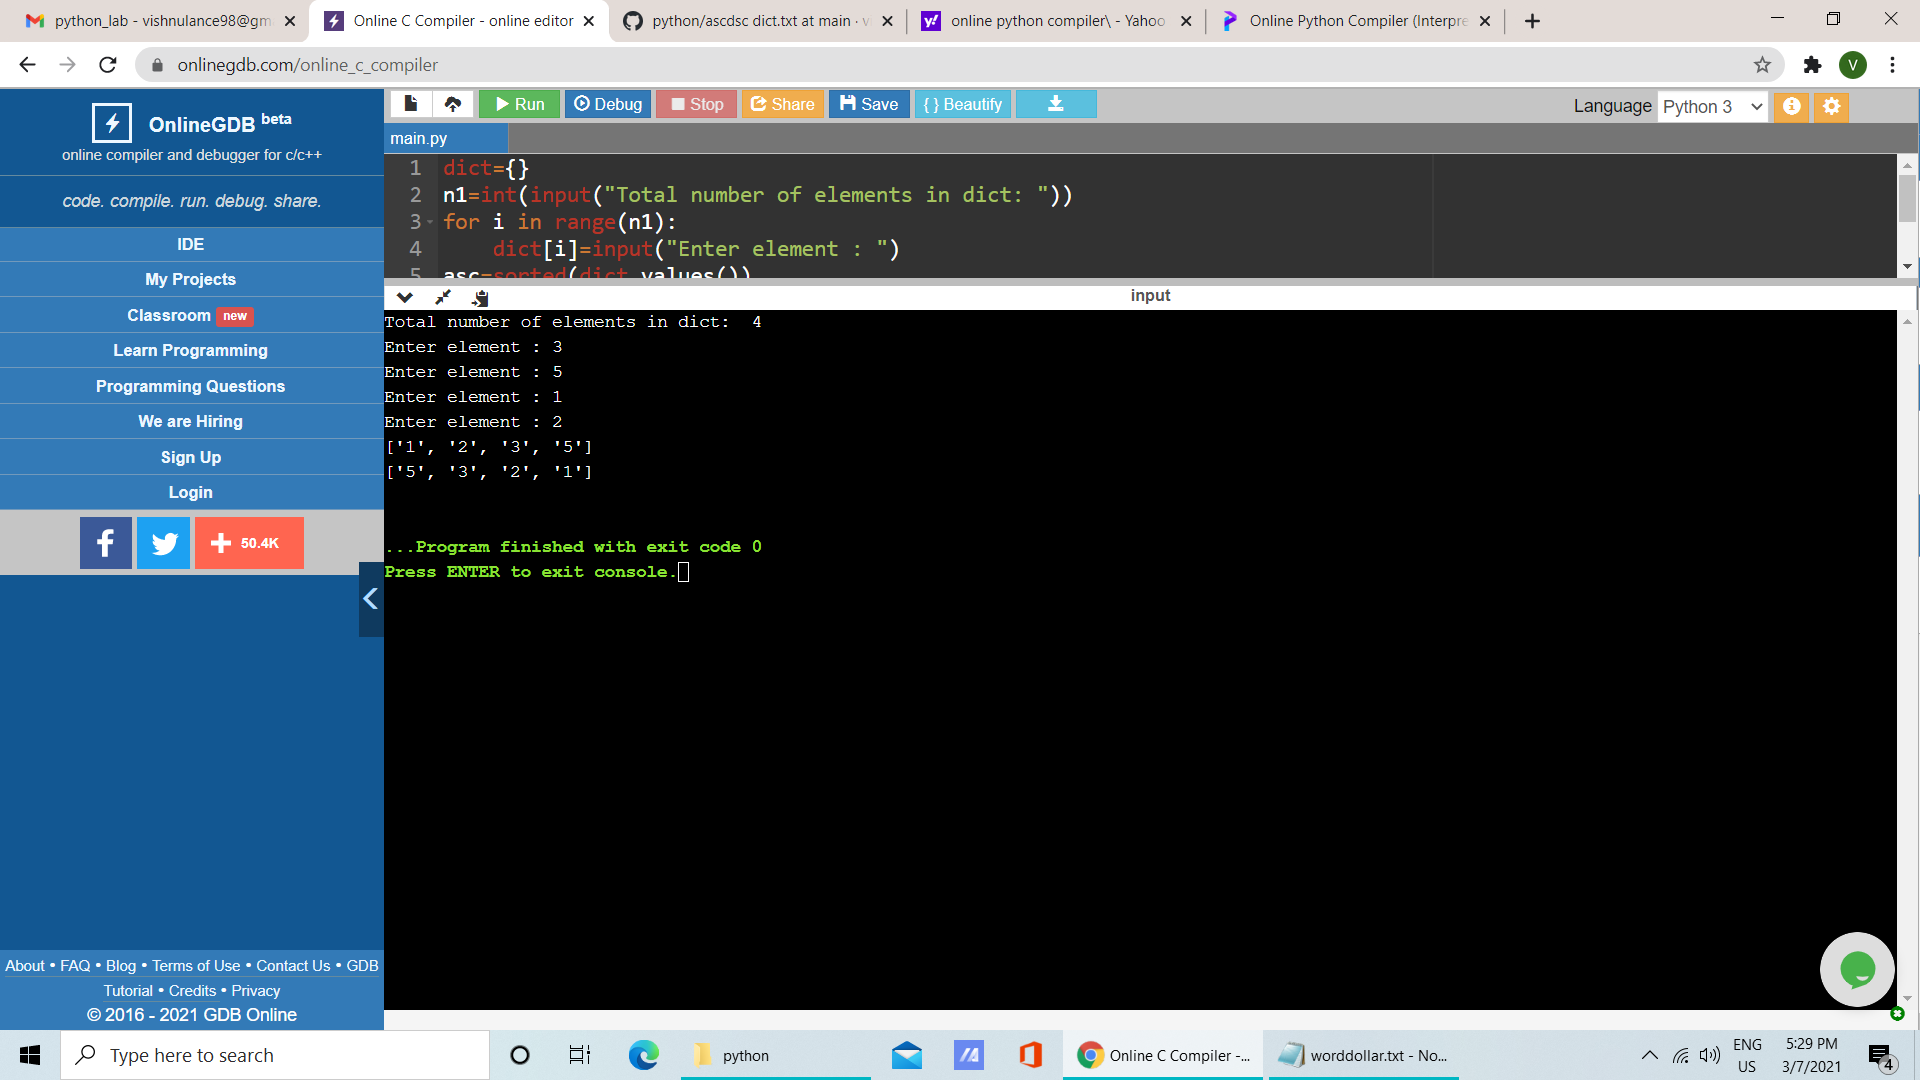 python_lab - vishnulance98@gm
Online C Compiler - online editor
python/ascdsc dict.txt at main · v
online python compiler\ - Yahoo
Online Python Compiler (Interpre
onlinegdb.com/online_c_compiler
V
OnlineGDB beta
online compiler and debugger for c/c++
code. compile. run. debug. share.
IDE
My Projects
Classroom new
Learn Programming
Programming Questions
We are Hiring
Sign Up
Login
50.4K
About • FAQ • Blog • Terms of Use • Contact Us • GDB
Tutorial • Credits • Privacy
© 2016 - 2021 GDB Online
Run Debug Stop Share Save { } Beautify
Language Python 3
main.py
1 dict={}
2 n1=int(input("Total number of elements in dict: "))
3 for i in range(n1):
4 dict[i]=input("Enter element : ")
5 asc=sorted(dict.values())
input
Total number of elements in dict:  4
Enter element : 3
Enter element : 5
Enter element : 1
Enter element : 2
['1', '2', '3', '5']
['5', '3', '2', '1']
...Program finished with exit code 0
Press ENTER to exit console.
Type here to search
python
Online C Compiler -...
worddollar.txt - No...
ENG
US
5:29 PM
3/7/2021
4